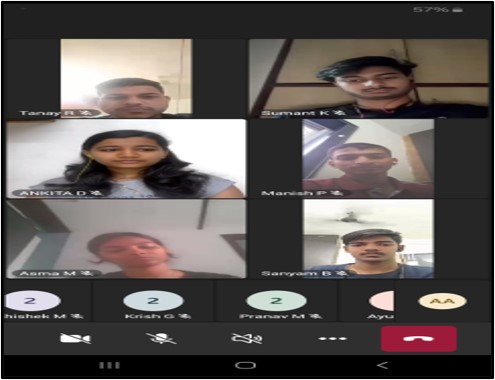 57%
Tanay R
Sumant K
ANKITA D
Manish P
Asma M
Sanyam B
2
2
2
AA
hishek M
Krish G
Pranav M
Ayu